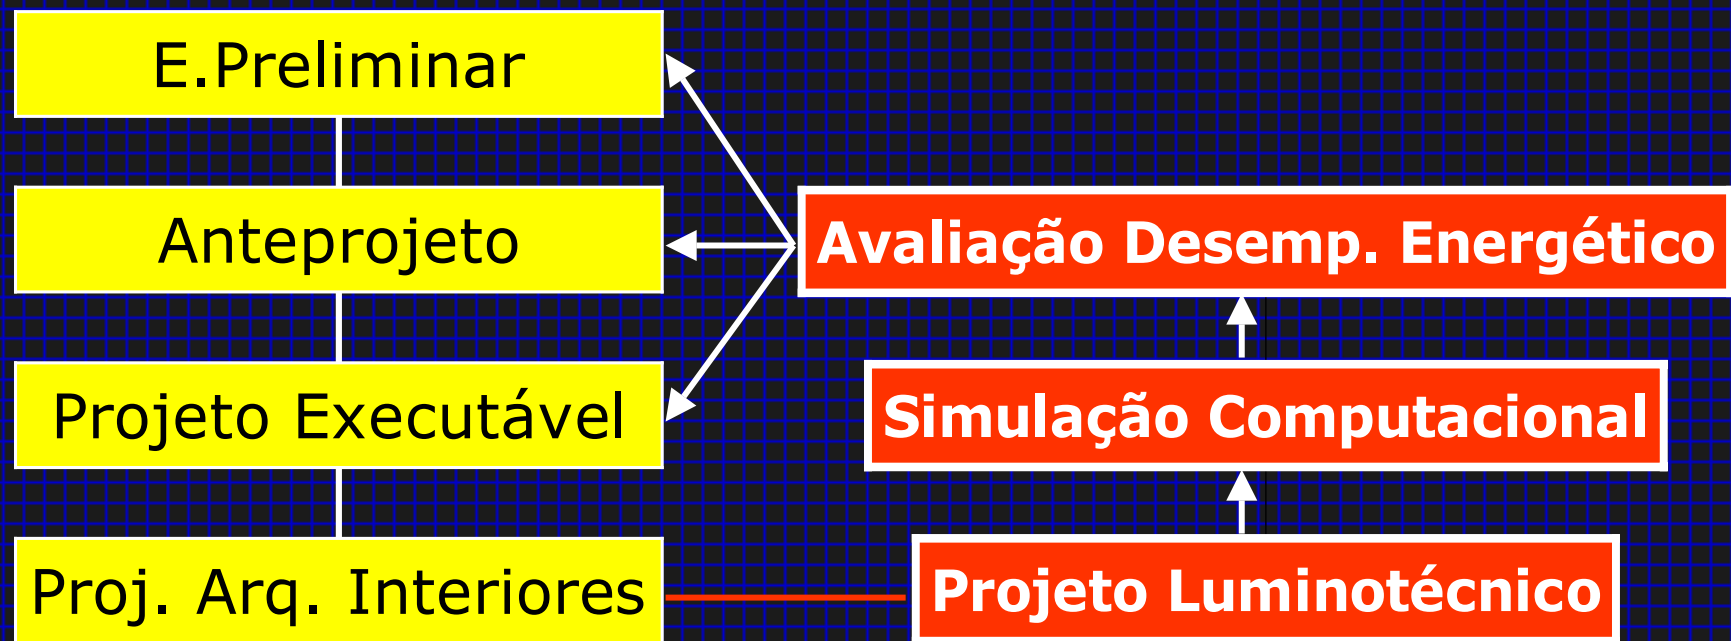 E.Preliminar
Anteprojeto
Avaliação Desemp. Energético
Projeto Executável
Simulação Computacional
Proj. Arq. Interiores
Projeto Luminotécnico